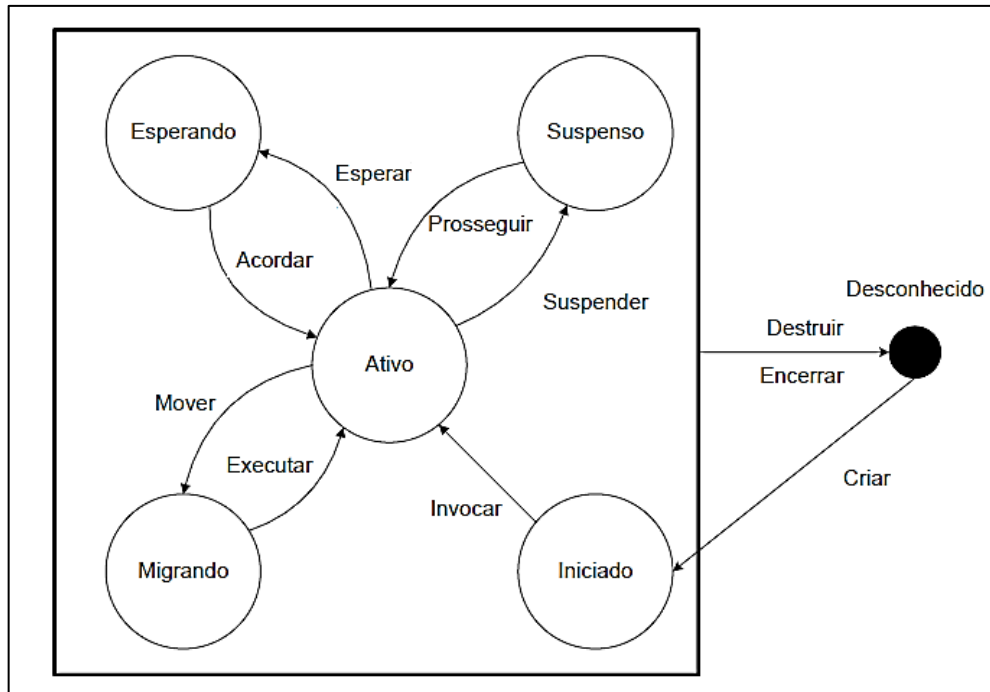 Esperando
Suspenso
Esperar
Prosseguir
Acordar
Suspender
Desconhecido
Destruir
Ativo
Encerrar
Mover
Executar
Criar
Invocar
Migrando
Iniciado